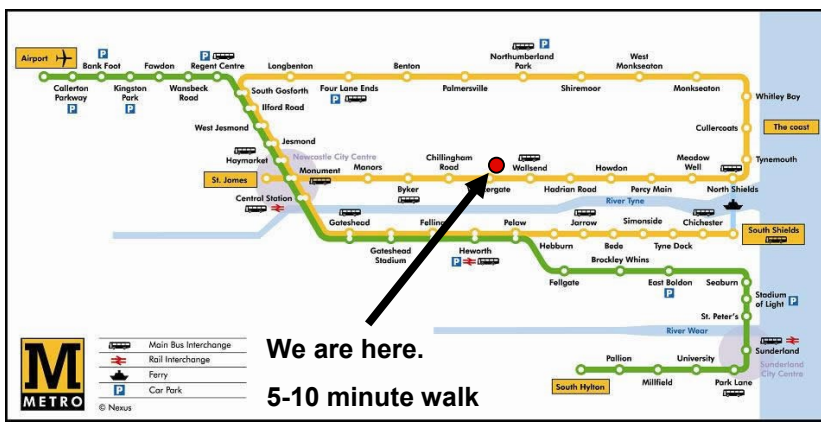 Airport
Bank Foot
Fawdon
Regent Centre
Callerton
Parkway
Kingston
Park
Wansbeck
Road
P
P
P
P
Longbenton
Four Lane Ends
P
Benton
Palmersville
Northumberland
Park
P
Shiremoor
West
Monkseaton
Monkseaton
South Gosforth
Ilford Road
West Jesmond
Jesmond
Haymarket
Newcastle City Centre
Monument
St. James
Central Station
Manors
Byker
Chillingham
Road
Wallsend
Hadrian Road
Howdon
Percy Main
Meadow
Well
North Shields
Whitley Bay
Cullercoats
The coast
Tynemouth
River Tyne
Gateshead
Gateshead
Stadium
Heworth
P
Pelaw
Hebburn
Jarrow
Bede
Simonside
Tyne Dock
Chichester
South Shields
Fellgate
Brockley Whins
East Boldon
P
Seaburn
Stadium
of Light
P
St. Peter's
River Wear
Sunderland
Sunderland
City Centre
Park Lane
University
Millfield
Pallion
South Hylton
M
METRO
Main Bus Interchange
Rail Interchange
Ferry
P
Car Park
© Nexus
We are here.
5-10 minute walk